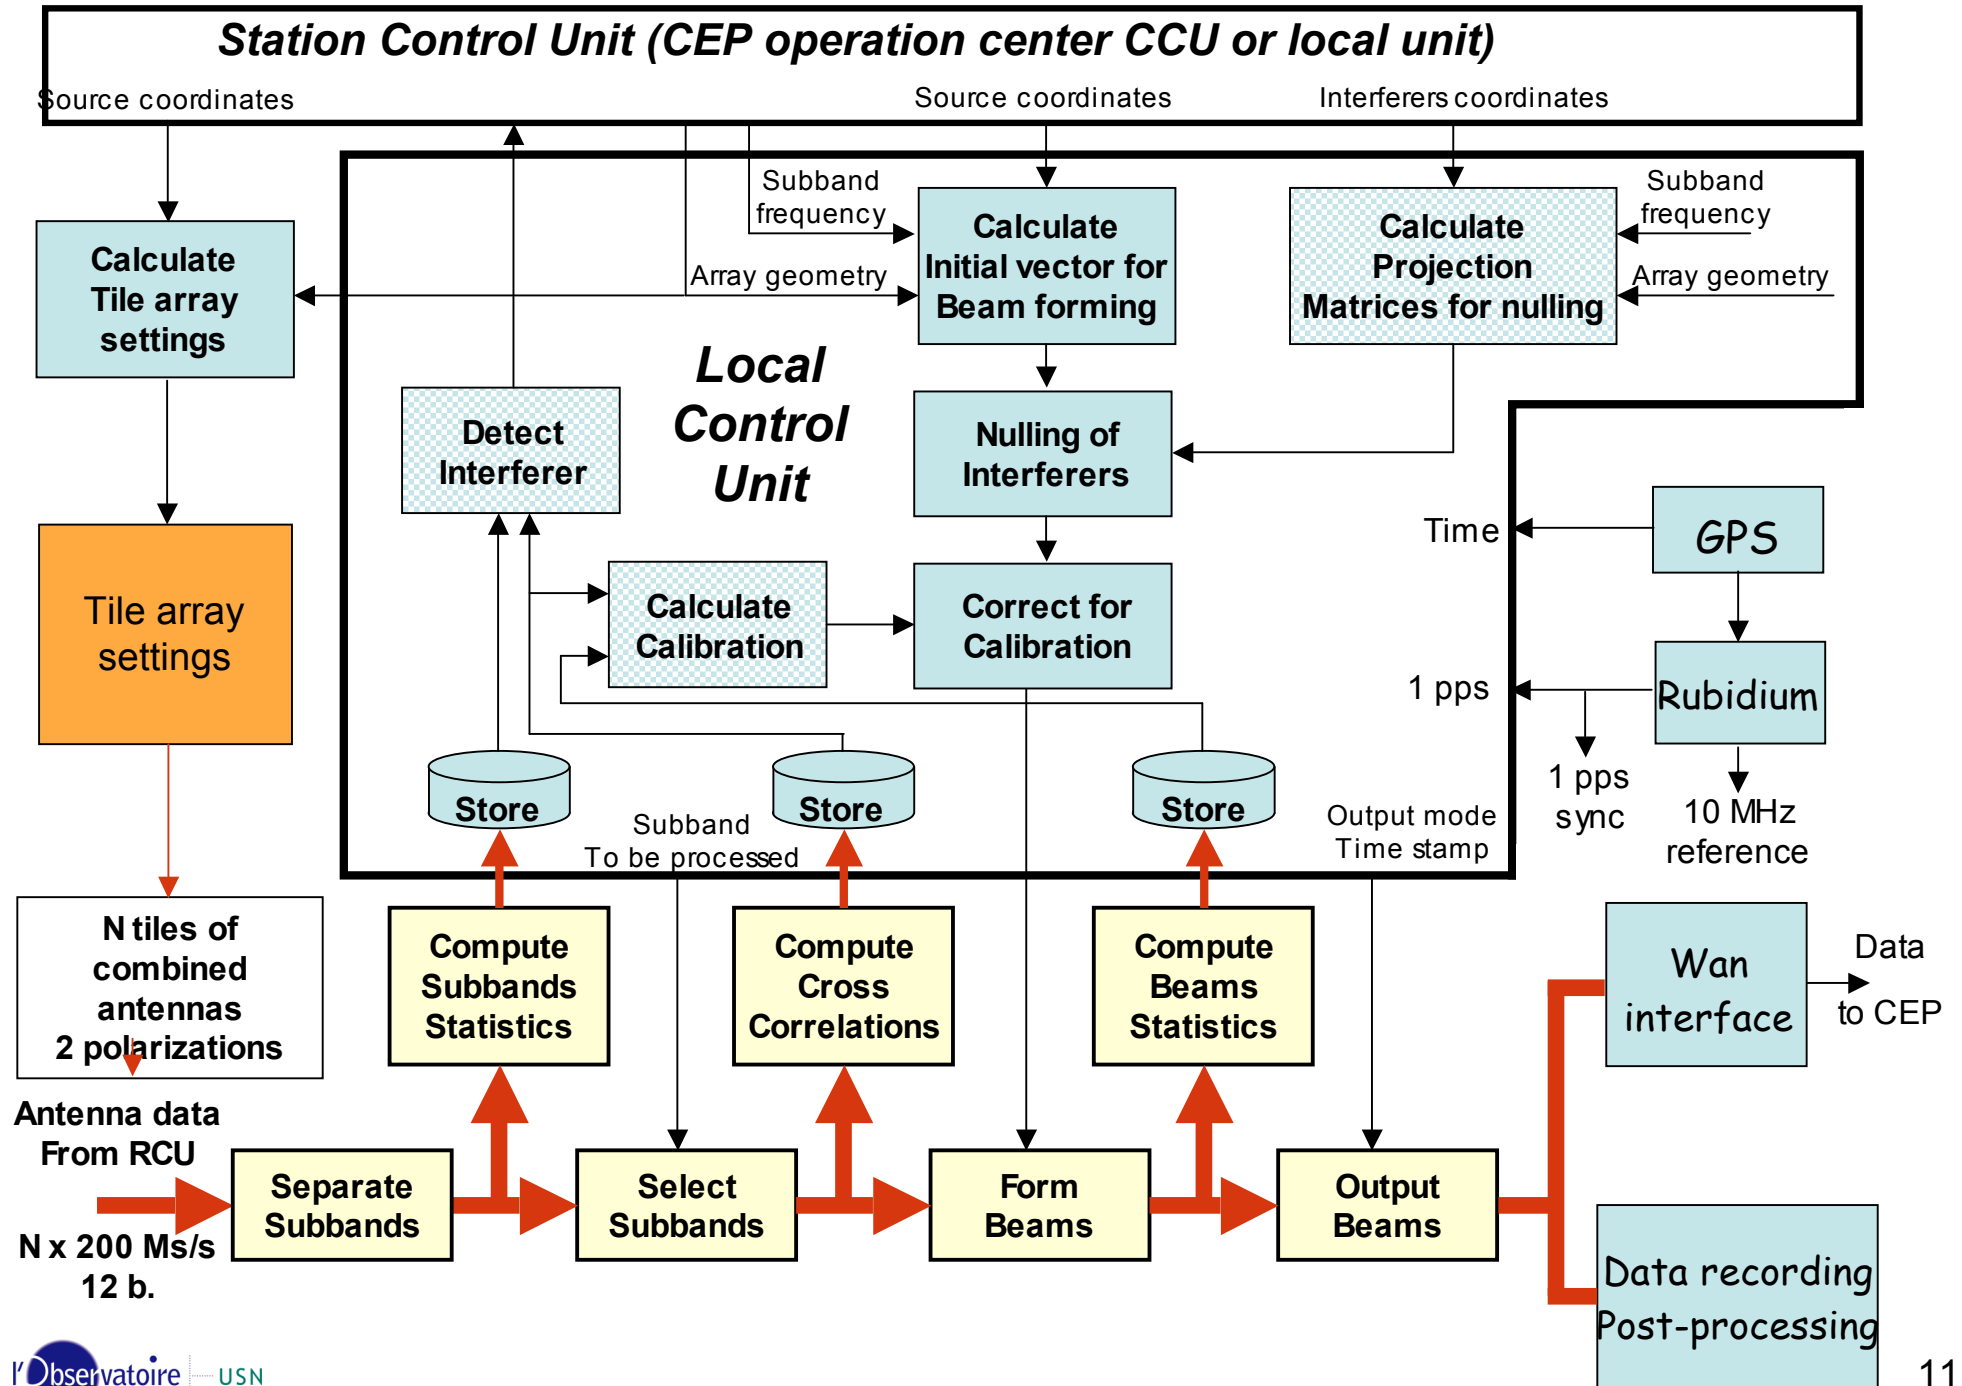 Station Control Unit (CEP operation center CCU or local unit)
Source coordinates
Source coordinates
Interferers coordinates
Subband
frequency
Array geometry
Calculate
Initial vector for
Beam forming
Calculate
Projection
Matrices for nulling
Subband
frequency
Array geometry
Calculate
Tile array
settings
Local
Control
Unit
Detect
Interferer
Nulling of
Interferers
Tile array
settings
Calculate
Calibration
Correct for
Calibration
Time
GPS
1 pps
Rubidium
1 pps
sync
10 MHz
reference
Store
Store
Store
Subband
To be processed
Output mode
Time stamp
N tiles of
combined
antennas
2 polarizations
Compute
Subbands
Statistics
Compute
Cross
Correlations
Compute
Beams
Statistics
Wan
interface
Data
to CEP
Antenna data
From RCU
N x 200 Ms/s
12 b.
Separate
Subbands
Select
Subbands
Form
Beams
Output
Beams
Data recording
Post-processing
l'Observatoire USN
11